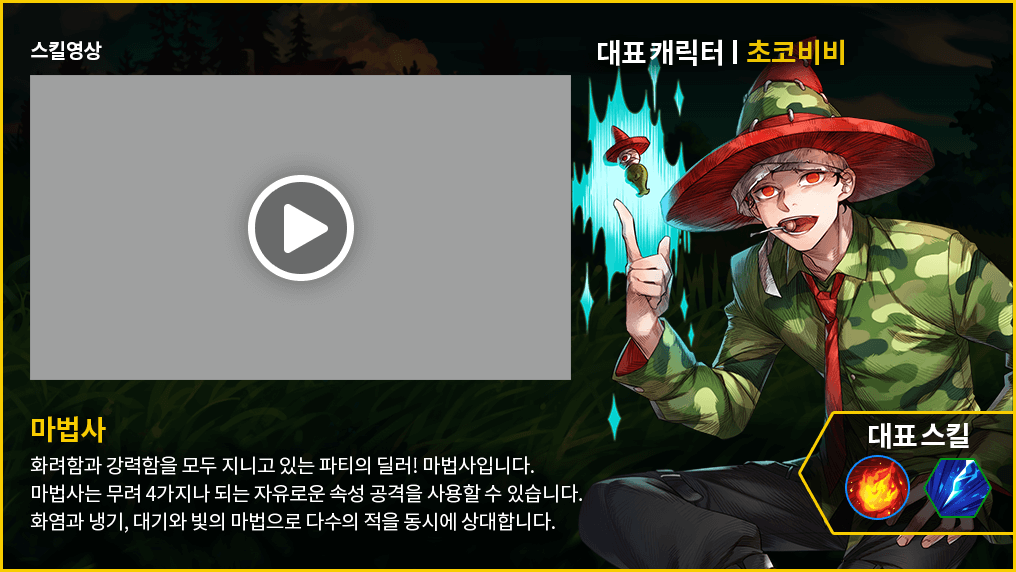 스킬영상
대표 캐릭터 | 초코비비
마법사
화려함과 강력함을 모두 지니고 있는 파티의 딜러! 마법사입니다.
마법사는 무려 4가지나 되는 자유로운 속성 공격을 사용할 수 있습니다.
화염과 냉기, 대기와 빛의 마법으로 다수의 적을 동시에 상대합니다.
대표 스킬